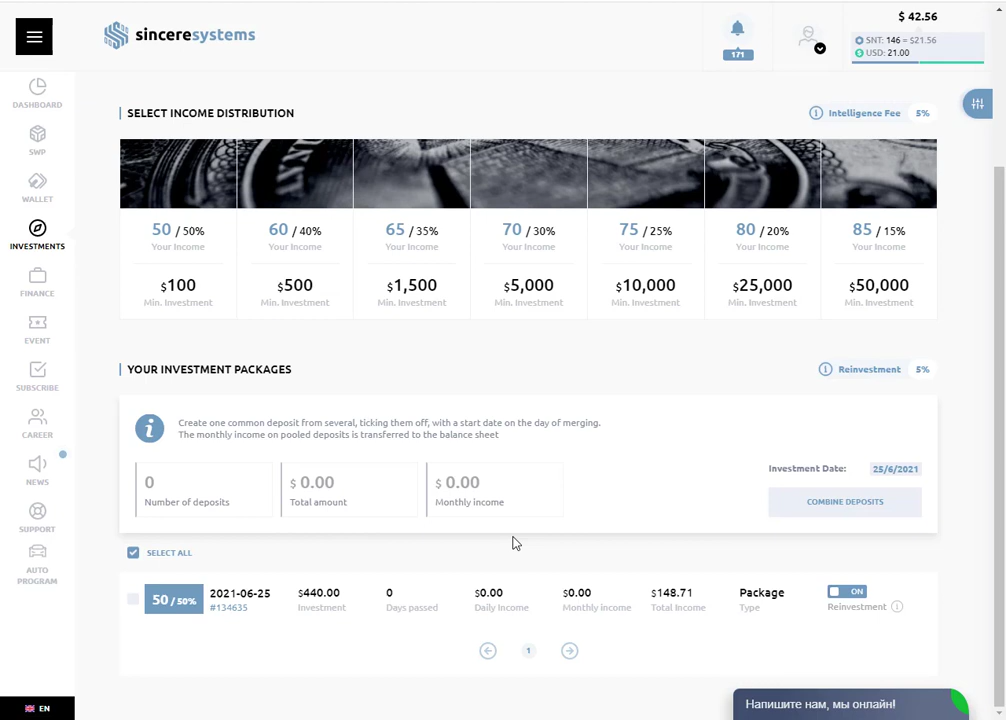 sinceresystems
171
$ 42.56
SNT: 146 = $21.56
USD: 21.00
DASHBOARD
SWP
WALLET
INVESTMENTS
FINANCE
EVENT
SUBSCRIBE
CAREER
NEWS
SUPPORT
AUTO
PROGRAM
EN
SELECT INCOME DISTRIBUTION
Intelligence Fee 5%
50 / 50%
Your Income
$100
Min. Investment
60 / 40%
Your Income
$500
Min. Investment
65 / 35%
Your Income
$1,500
Min. Investment
70 / 30%
Your Income
$5,000
Min. Investment
75 / 25%
Your Income
$10,000
Min. Investment
80 / 20%
Your Income
$25,000
Min. Investment
85 / 15%
Your Income
$50,000
Min. Investment
YOUR INVESTMENT PACKAGES
Reinvestment 5%
Create one common deposit from several, ticking them off, with a start date on the day of merging.
The monthly income on pooled deposits is transferred to the balance sheet
0
Number of deposits
$ 0.00
Total amount
$ 0.00
Monthly income
Investment Date: 25/6/2021
COMBINE DEPOSITS
SELECT ALL
50 / 50%
2021-06-25
#134635
$440.00
Investment
0
Days passed
$0.00
Daily Income
$0.00
Monthly income
$148.71
Total Income
Package
Type
ON
Reinvestment
1
Напишите нам, мы онлайн!